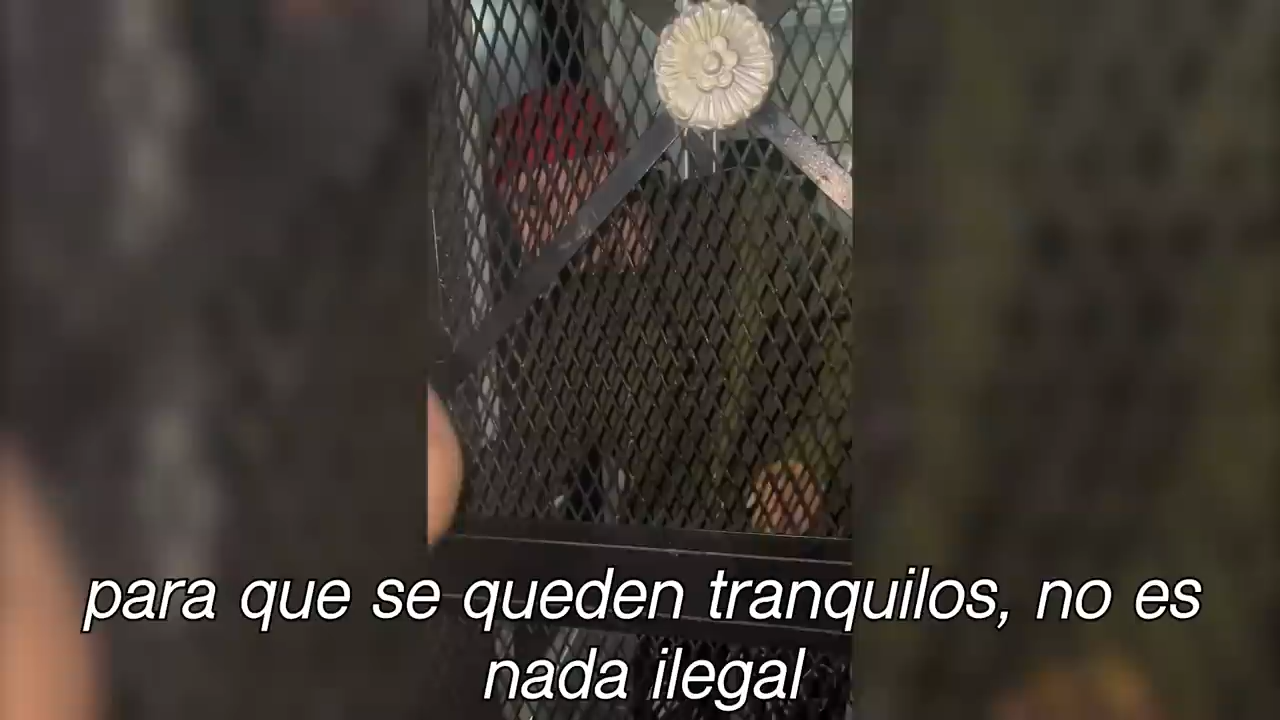 para que se queden tranquilos, no es
nada ilegal